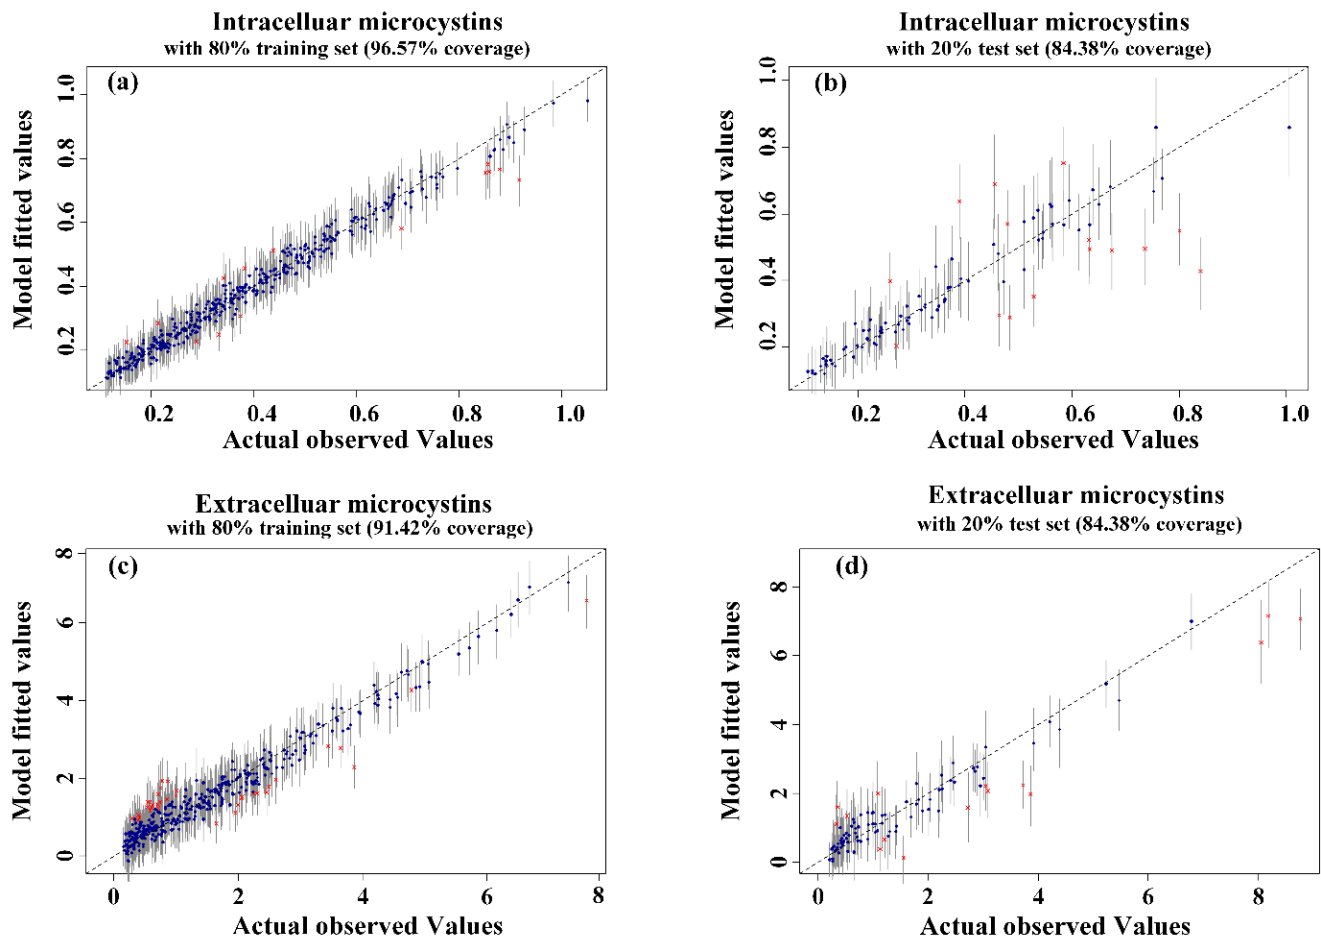 Intracelluar microcystins
with 80% training set (96.57% coverage)
(a)
Model fitted values
1.0
0.8
0.6
0.4
0.2
0.2 0.4 0.6 0.8 1.0
Actual observed Values
Intracelluar microcystins
with 20% test set (84.38% coverage)
(b)
Model fitted values
1.0
0.8
0.6
0.4
0.2
0.2 0.4 0.6 0.8 1.0
Actual observed Values
Extracelluar microcystins
with 80% training set (91.42% coverage)
(c)
Model fitted values
8
6
4
2
0
0 2 4 6 8
Actual observed Values
Extracelluar microcystins
with 20% test set (84.38% coverage)
(d)
Model fitted values
8
6
4
2
0
0 2 4 6 8
Actual observed Values